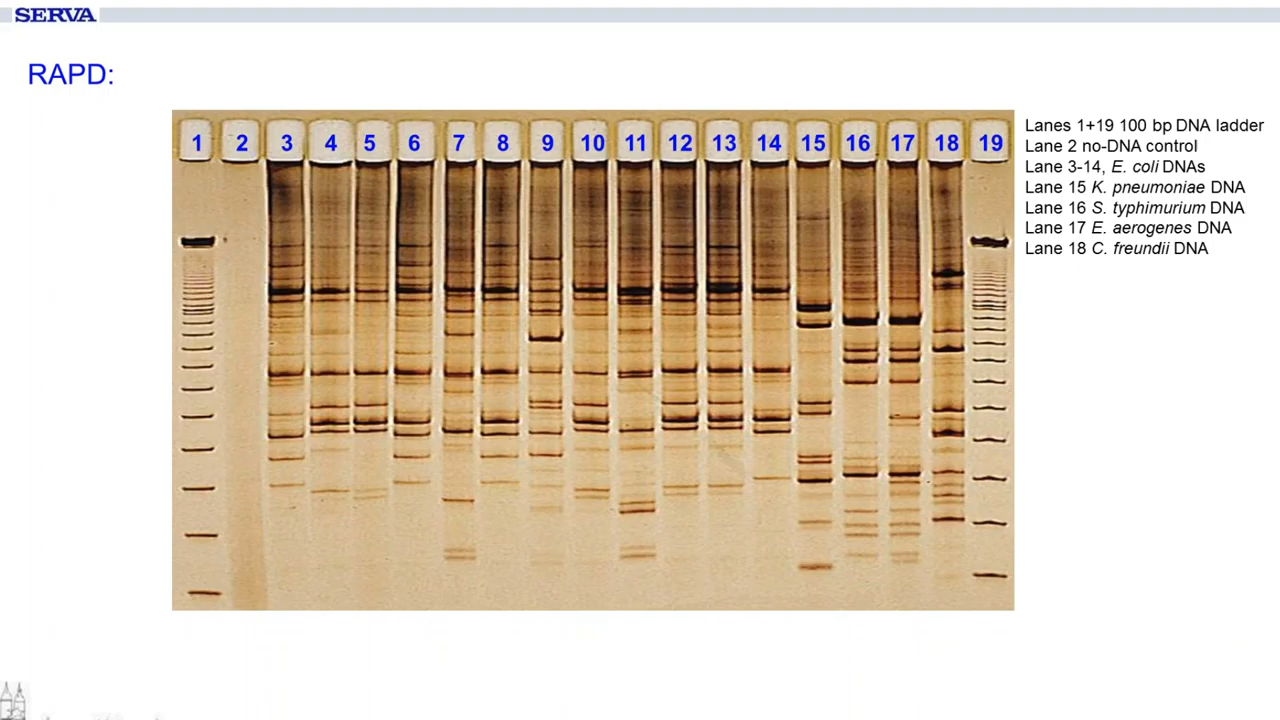 SERVA
RAPD:
1 2 3 4 5 6 7 8 9 10 11 12 13 14 15 16 17 18 19
Lanes 1+19 100 bp DNA ladder
Lane 2 no-DNA control
Lane 3-14, E. coli DNAs
Lane 15 K. pneumoniae DNA
Lane 16 S. typhimurium DNA
Lane 17 E. aerogenes DNA
Lane 18 C. freundii DNA